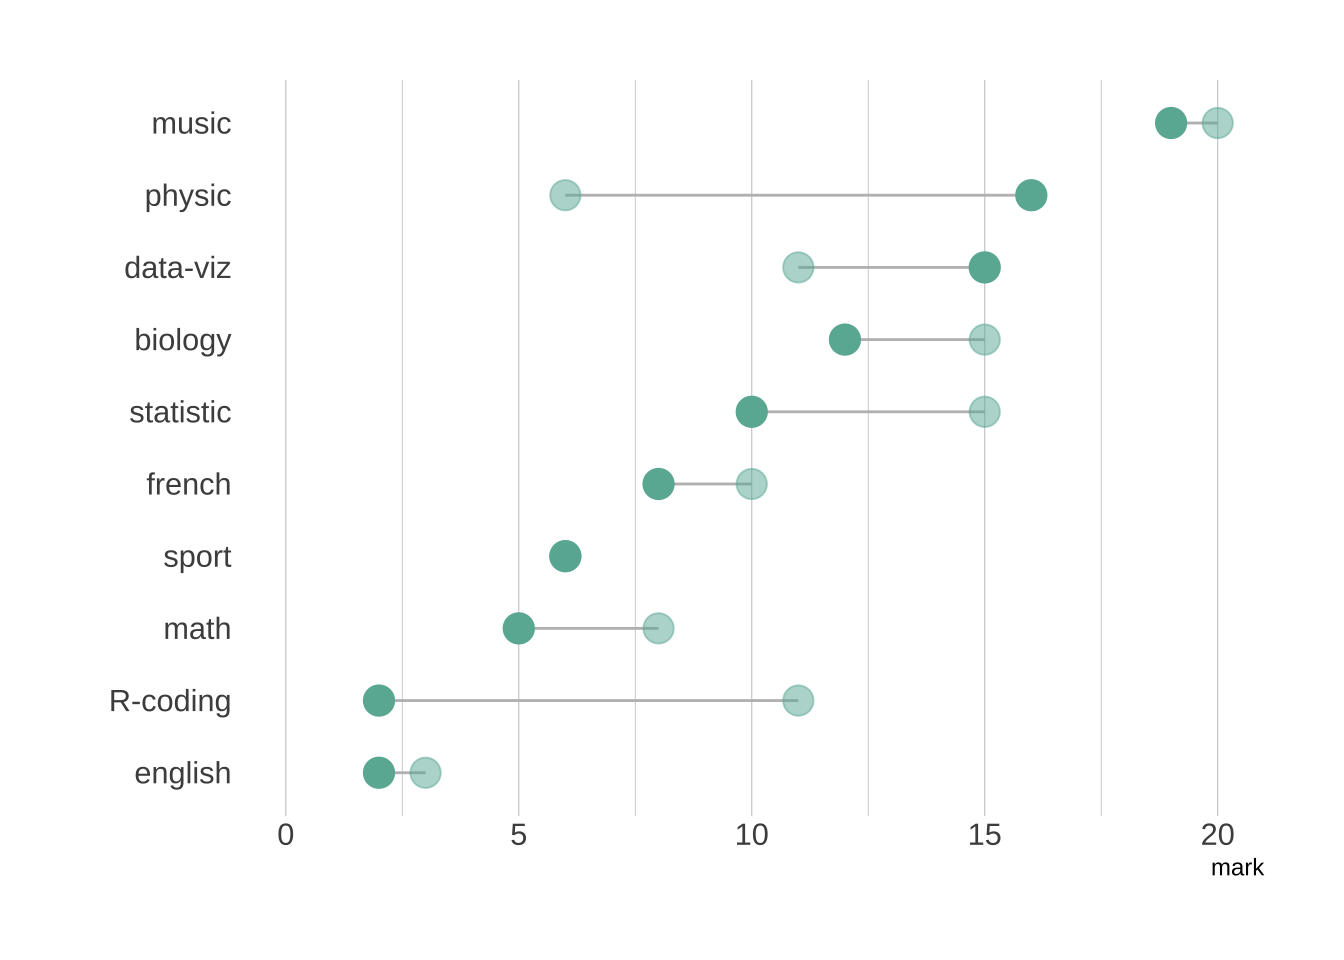 music
physic
data-viz
biology
statistic
french
sport
math
R-coding
english
0 5 10 15 20
mark